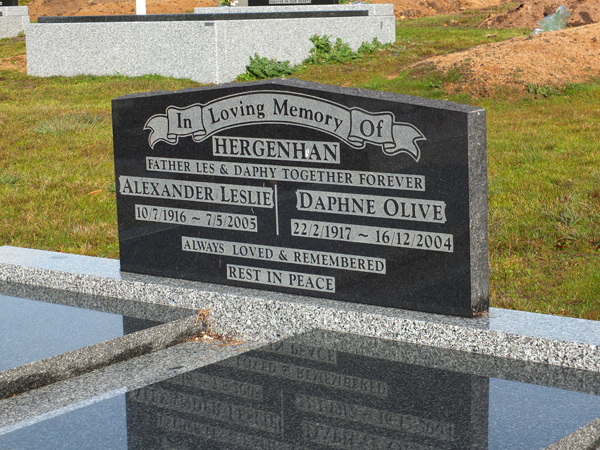 In Loving Memory Of
HERGENHAN
FATHER LES & DAPHY TOGETHER FOREVER
ALEXANDER LESLIE
10/7/1916 ~ 7/5/2005
DAPHNE OLIVE
22/2/1917 ~ 16/12/2004
ALWAYS LOVED & REMEMBERED
REST IN PEACE